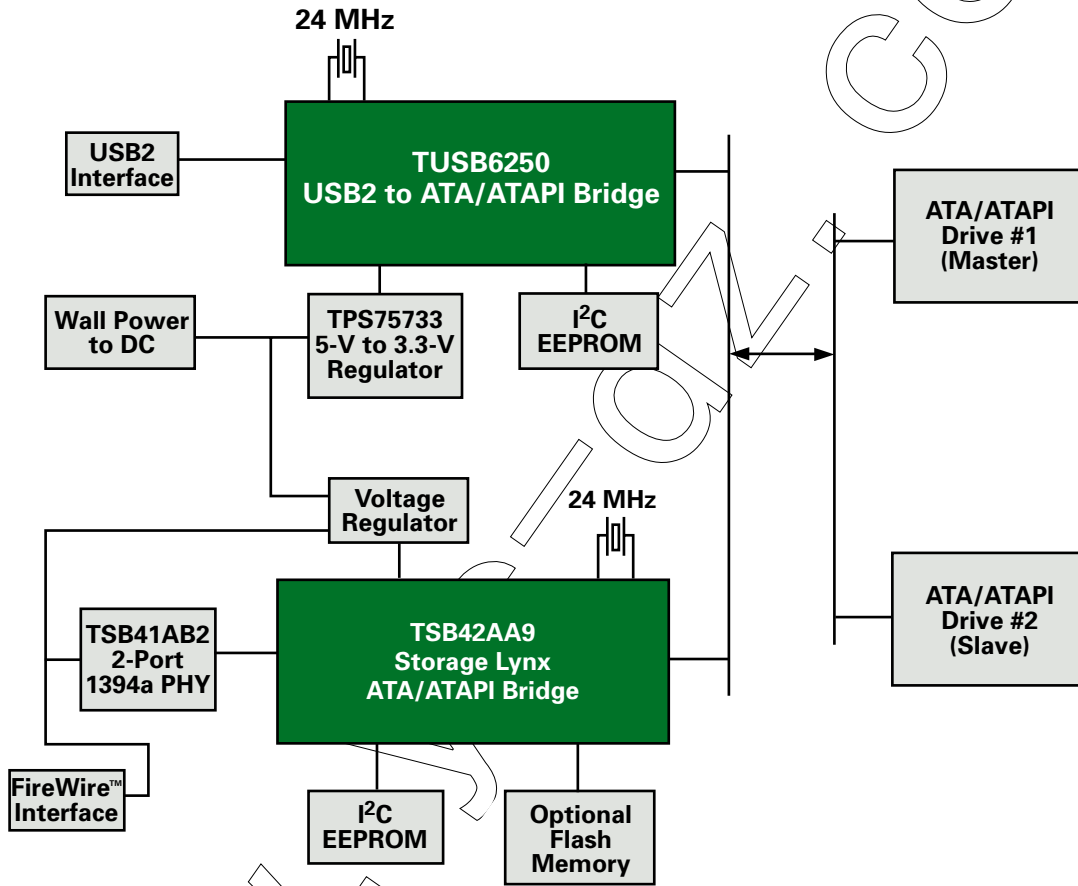 24 MHz
USB2
Interface
TUSB6250
USB2 to ATA/ATAPI Bridge
ATA/ATAPI
Drive #1
(Master)
Wall Power
to DC
TPS75733
5-V to 3.3-V
Regulator
I²C
EEPROM
Voltage
Regulator
24 MHz
TSB41AB2
2-Port
1394a PHY
TSB42AA9
Storage Lynx
ATA/ATAPI Bridge
ATA/ATAPI
Drive #2
(Slave)
FireWire™
Interface
I²C
EEPROM
Optional
Flash
Memory